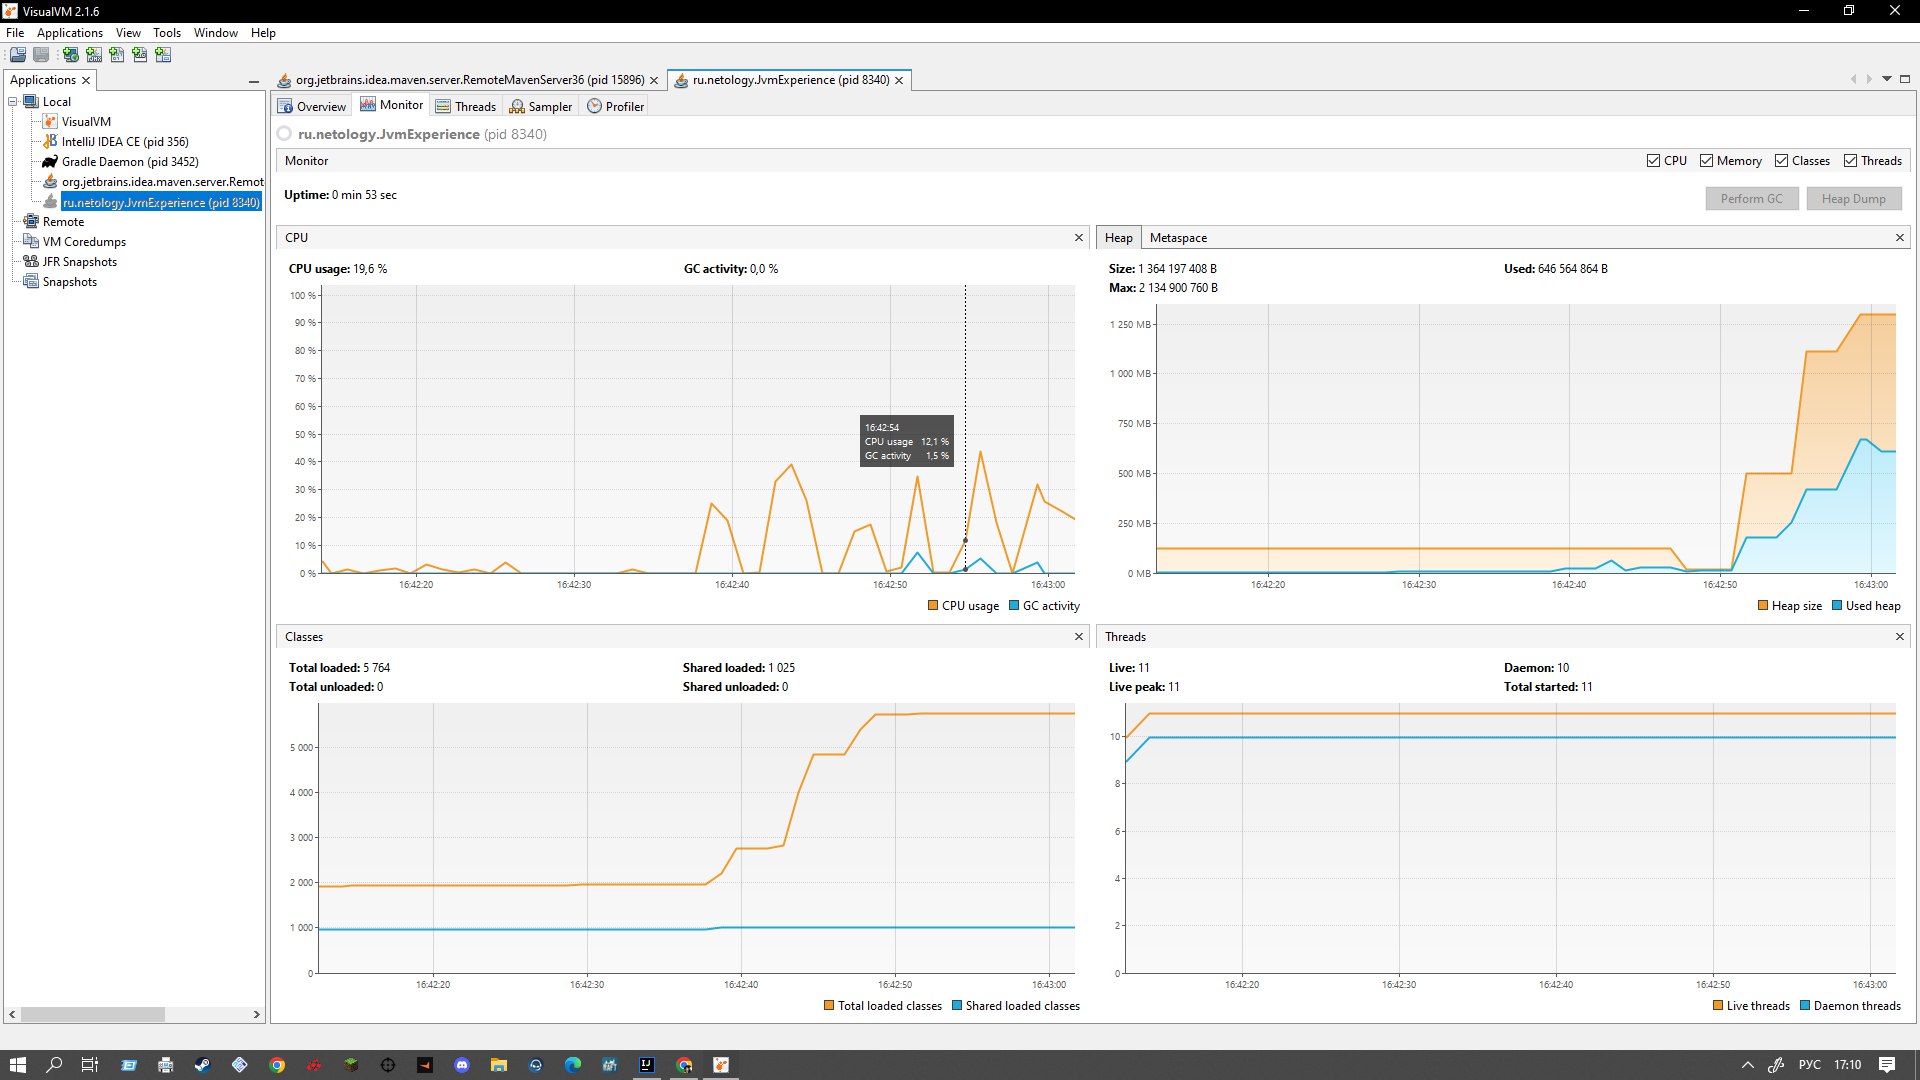 VisualVM 2.1.6
File Applications View Tools Window Help
Applications
org.jetbrains.idea.maven.server.RemoteMavenServer36 (pid 15896)
ru.netology.JvmExperience (pid 8340)
Local
VisualVM
IntelliJ IDEA CE (pid 356)
Gradle Daemon (pid 3452)
org.jetbrains.idea.maven.server.Remot
ru.netology.JvmExperience (pid 8340)
Remote
VM Coredumps
JFR Snapshots
Snapshots
Overview Monitor Threads Sampler Profiler
ru.netology.JvmExperience (pid 8340)
Monitor
CPU Memory Classes Threads
Uptime: 0 min 53 sec
Perform GC Heap Dump
CPU
CPU usage: 19,6 % GC activity: 0,0 %
100 %
90 %
80 %
70 %
60 %
50 %
40 %
30 %
20 %
10 %
0 %
16:42:54
CPU usage 12,1 %
GC activity 1,5 %
16:42:20 16:42:30 16:42:40 16:42:50 16:43:00
CPU usage GC activity
Heap Metaspace
Size: 1 364 197 408 B Used: 646 564 864 B
Max: 2 134 900 760 B
1 250 MB
1 000 MB
750 MB
500 MB
250 MB
0 MB
16:42:20 16:42:30 16:42:40 16:42:50 16:43:00
Heap size Used heap
Classes
Total loaded: 5 764 Shared loaded: 1 025
Total unloaded: 0 Shared unloaded: 0
5 000
4 000
3 000
2 000
1 000
0
16:42:20 16:42:30 16:42:40 16:42:50 16:43:00
Total loaded classes Shared loaded classes
Threads
Live: 11 Daemon: 10
Live peak: 11 Total started: 11
10
8
6
4
2
0
16:42:20 16:42:30 16:42:40 16:42:50 16:43:00
Live threads Daemon threads
РУС 17:10